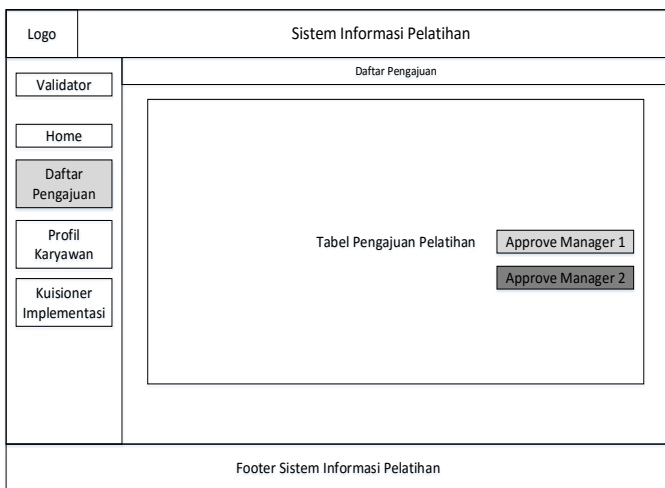 Logo
Sistem Informasi Pelatihan
Validator
Home
Daftar
Pengajuan
Profil
Karyawan
Kuisioner
Implementasi
Daftar Pengajuan
Tabel Pengajuan Pelatihan
Approve Manager 1
Approve Manager 2
Footer Sistem Informasi Pelatihan